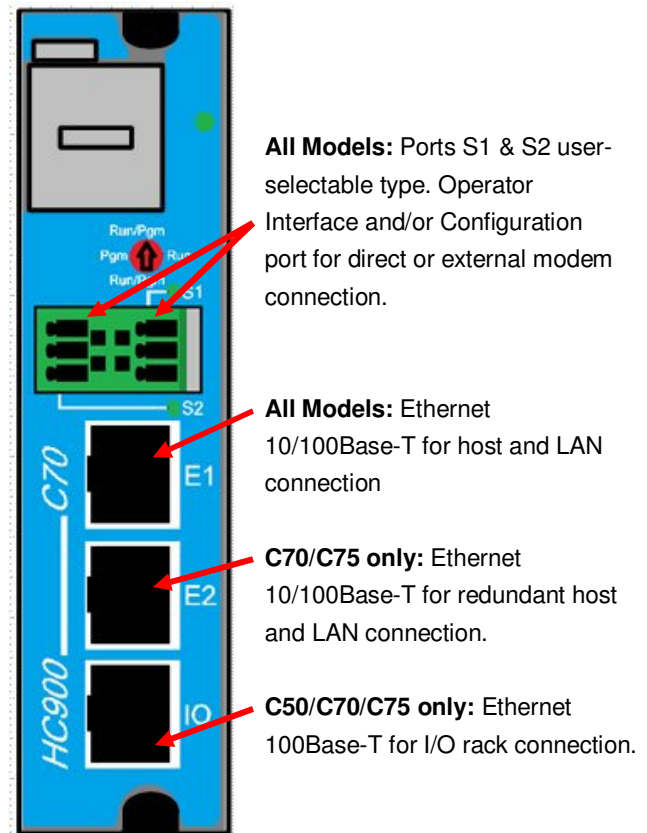 Run/Pgm
Pgm Run
Run/Pgm
S1
S2
C70
E1
E2
HC900
IO
All Models: Ports S1 & S2 user-
selectable type. Operator
Interface and/or Configuration
port for direct or external modem
connection.
All Models: Ethernet
10/100Base-T for host and LAN
connection
C70/C75 only: Ethernet
10/100Base-T for redundant host
and LAN connection.
C50/C70/C75 only: Ethernet
100Base-T for I/O rack connection.